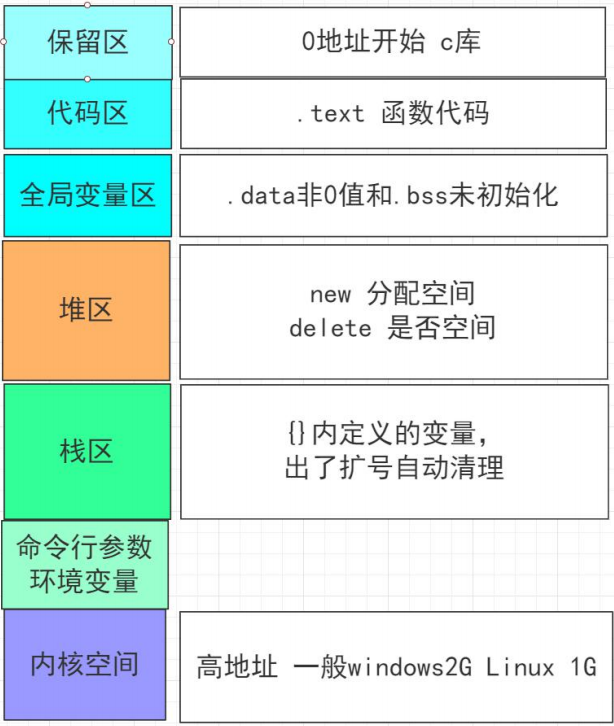 保留区
0地址开始 c库
代码区
.text 函数代码
全局变量区
.data非0值和.bss未初始化
堆区
new 分配空间
delete 是否空间
栈区
{}内定义的变量，
出了扩号自动清理
命令行参数
环境变量
内核空间
高地址 一般windows2G Linux 1G